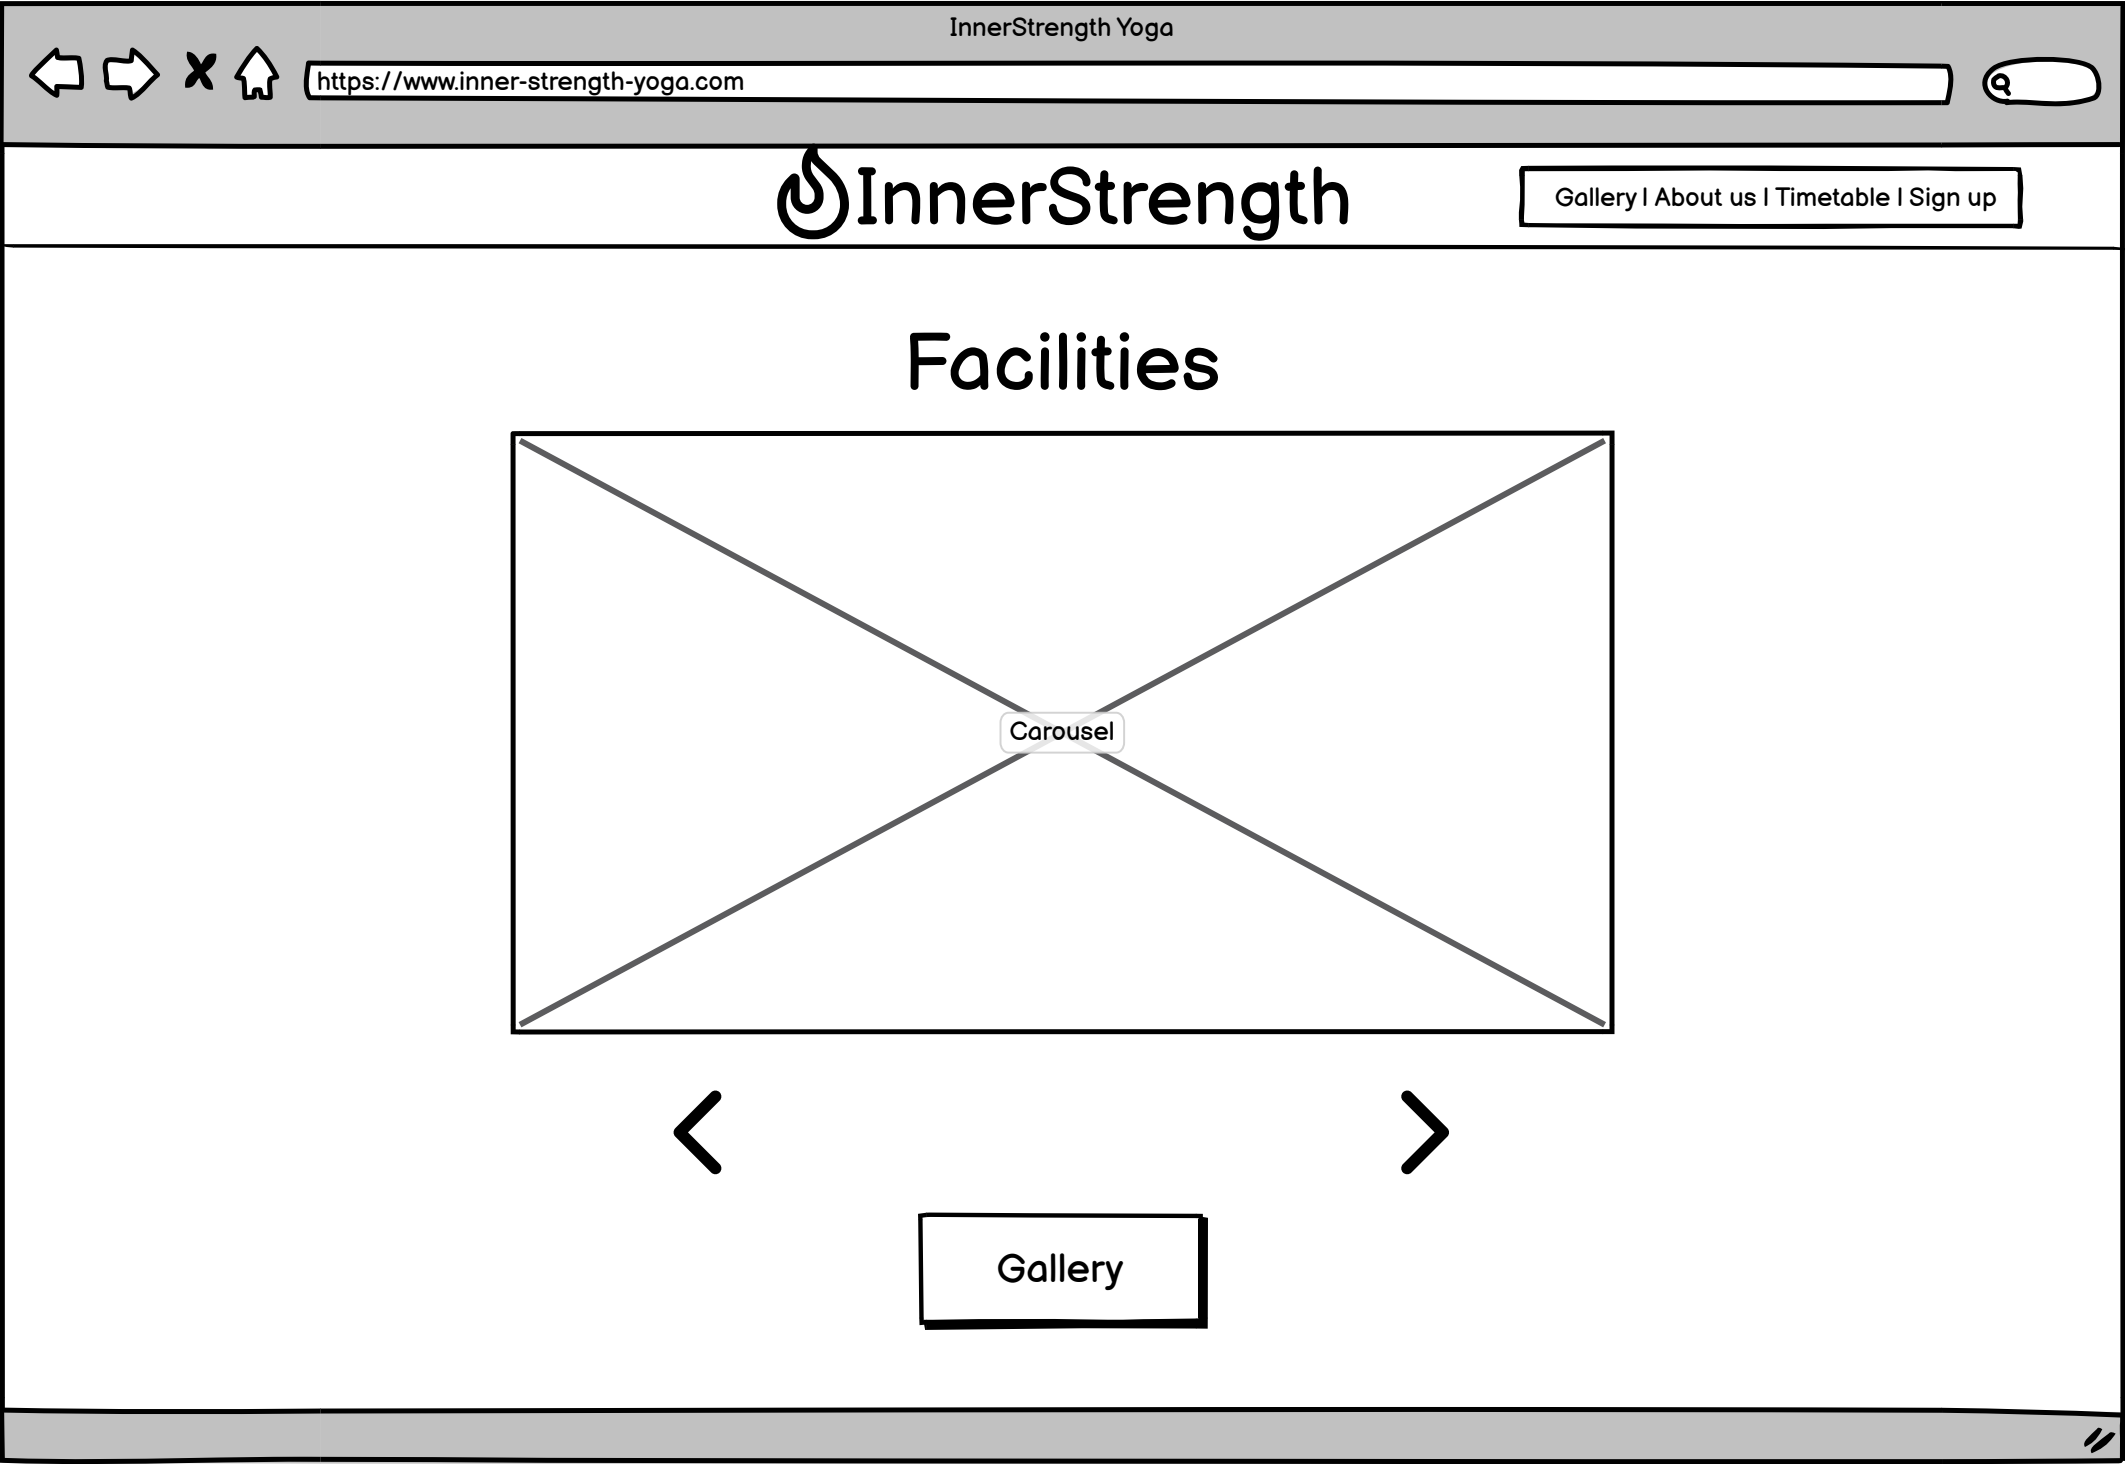 InnerStrength Yoga
https://www.inner-strength-yoga.com
InnerStrength
Gallery | About us | Timetable | Sign up
Facilities
Carousel
Gallery